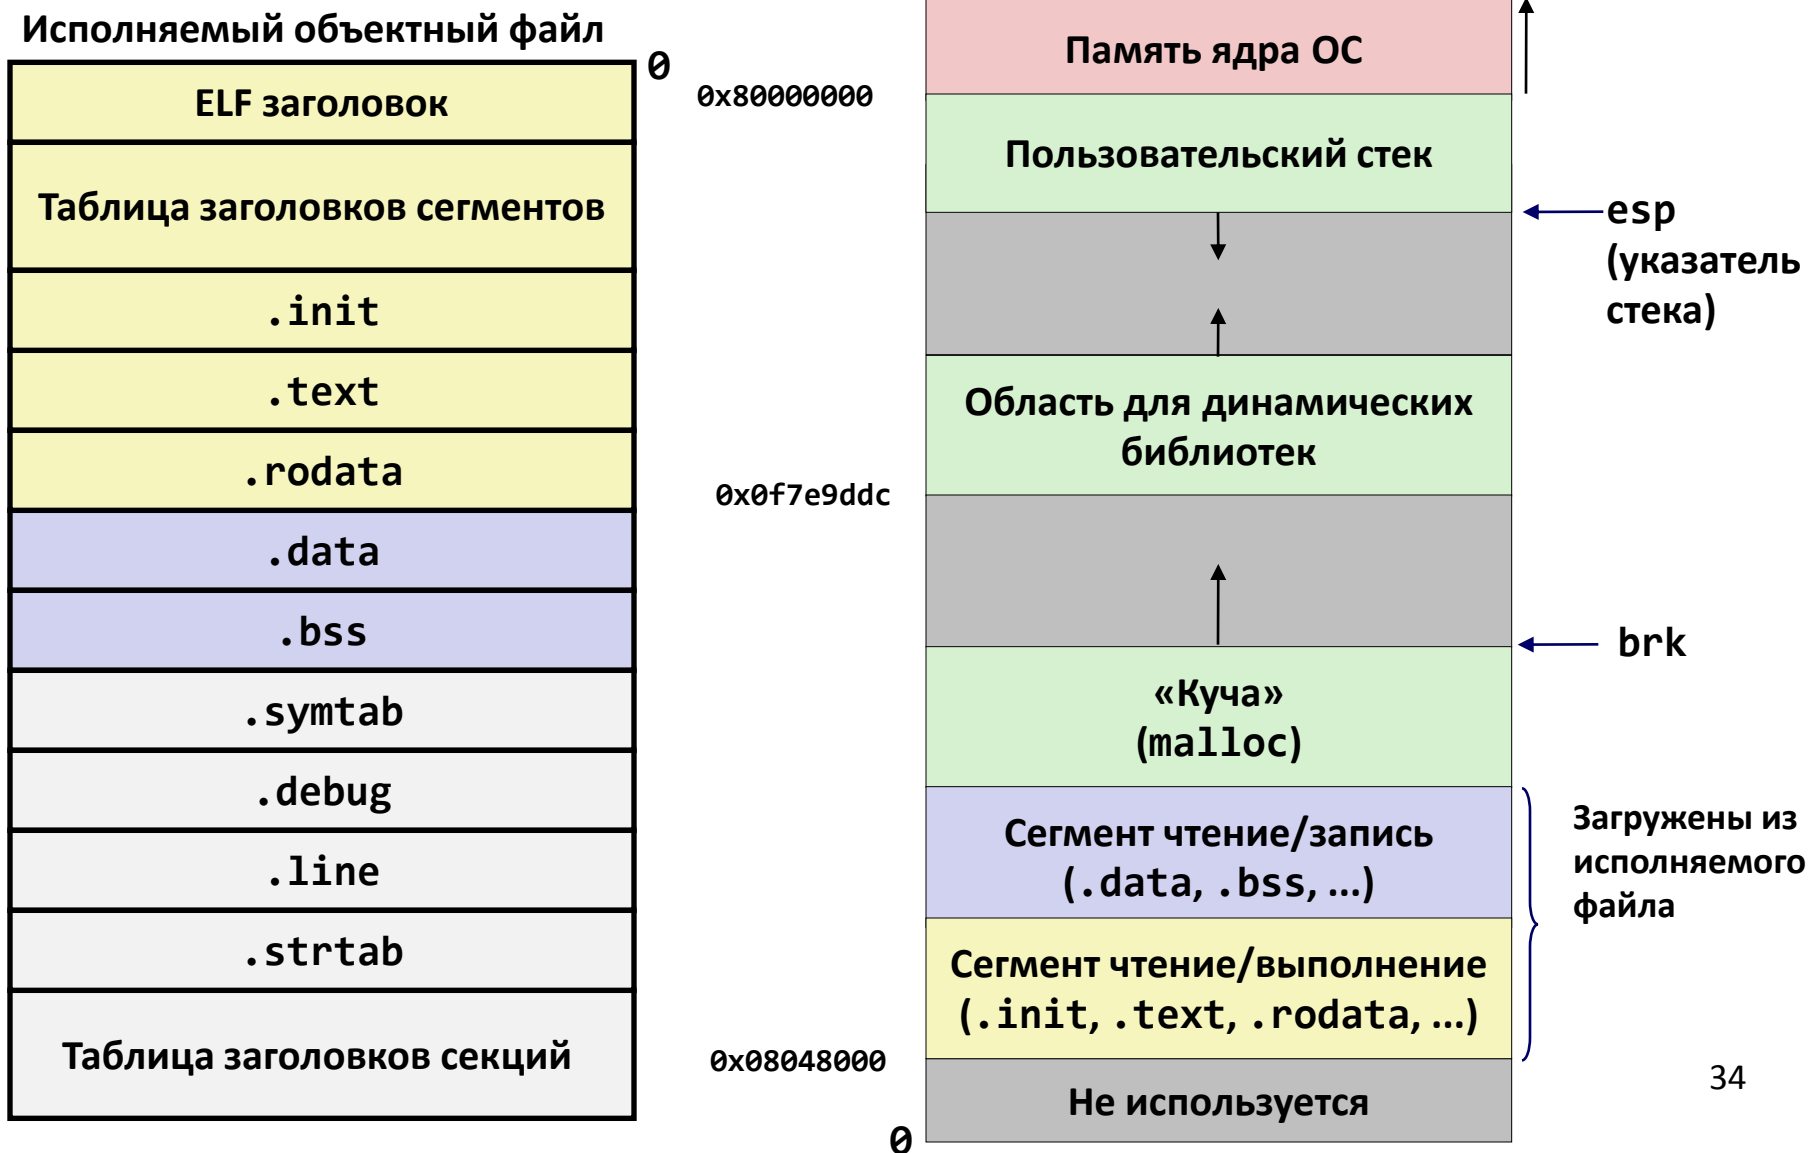 Исполняемый объектный файл
0
ELF заголовок
Таблица заголовков сегментов
.init
.text
.rodata
.data
.bss
.symtab
.debug
.line
.strtab
Таблица заголовков секций
Память ядра ОС
0x80000000
Пользовательский стек
esp
(указатель
стека)
Область для динамических
библиотек
0x0f7e9ddc
brk
«Куча»
(malloc)
Сегмент чтение/запись
(.data, .bss, ...)
Загружены из
исполняемого
файла
Сегмент чтение/выполнение
(.init, .text, .rodata, ...)
0x08048000
Не используется
0
34